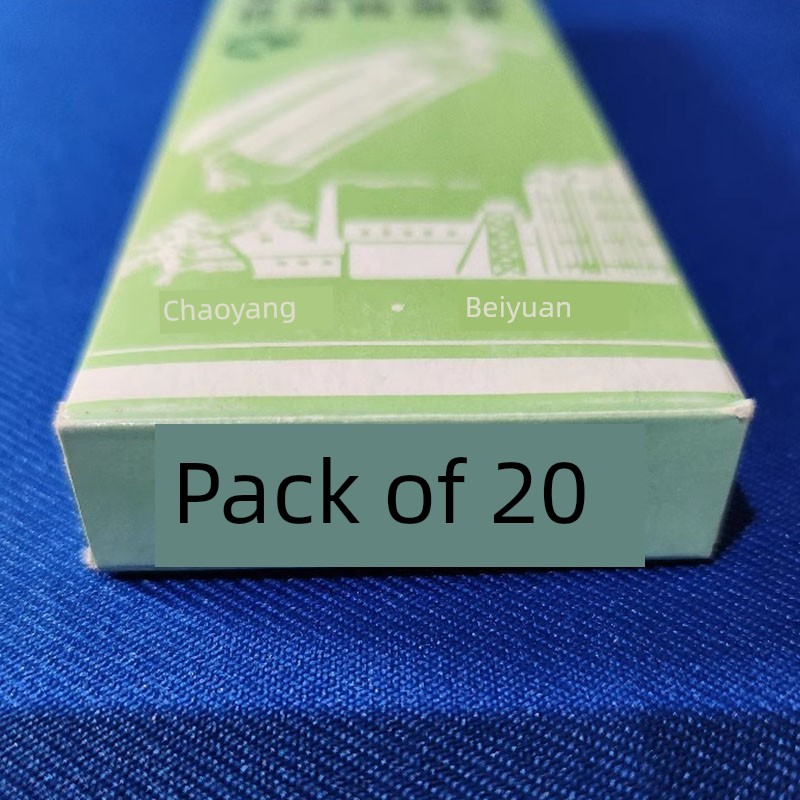 Chaoyang • Beiyuan
Pack of 20